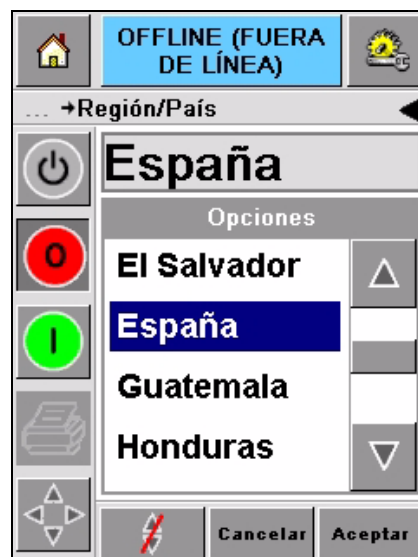 OFFLINE (FUERA
DE LÍNEA)
... →Región/País
España
Opciones
El Salvador
España
Guatemala
Honduras
Cancelar
Aceptar